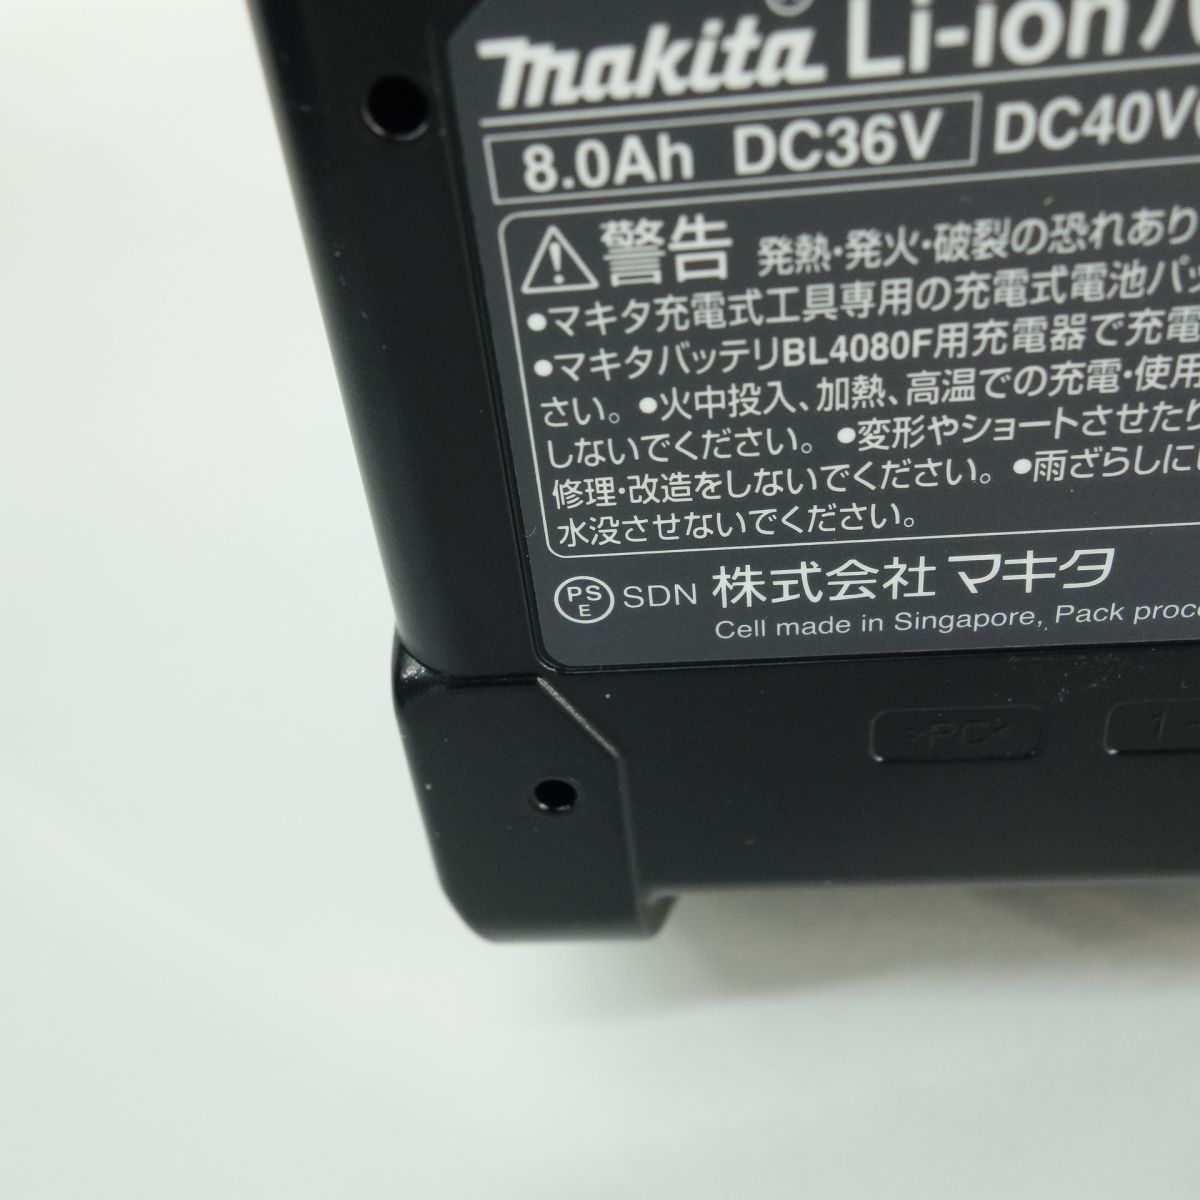 makita Li-ion バ
8.0Ah DC36V DC40V
警告 発熱・発火・破裂の恐れあり
●マキタ充電式工具専用の充電式電池パッ
●マキタバッテリBL4080F用充電器で充電
さい。●火中投入、加熱、高温での充電・使用
しないでください。●変形やショートさせたり
修理・改造をしないでください。●雨ざらしに
水没させないでください。
PS
E
SDN 株式会社マキタ
Cell made in Singapore, Pack proce
>PC<
1